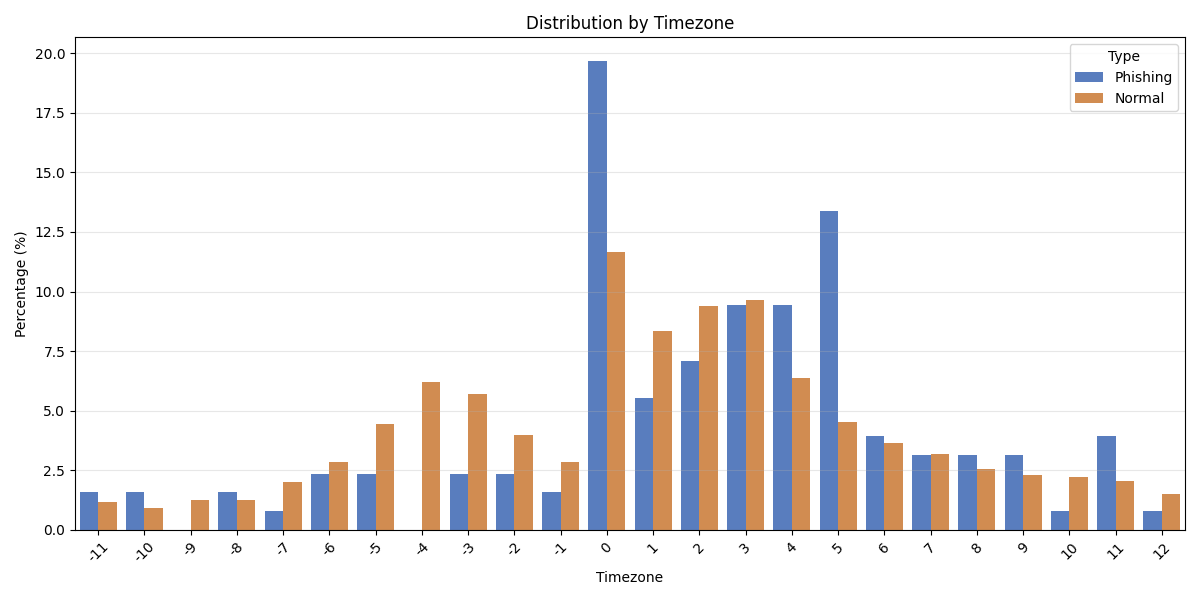 Distribution by Timezone
Percentage (%)
20.0
17.5
15.0
12.5
10.0
7.5
5.0
2.5
0.0
Type
Phishing
Normal
-11 -10 -9 -8 -7 -6 -5 -4 -3 -2 -1 0 1 2 3 4 5 6 7 8 9 10 11 12
Timezone